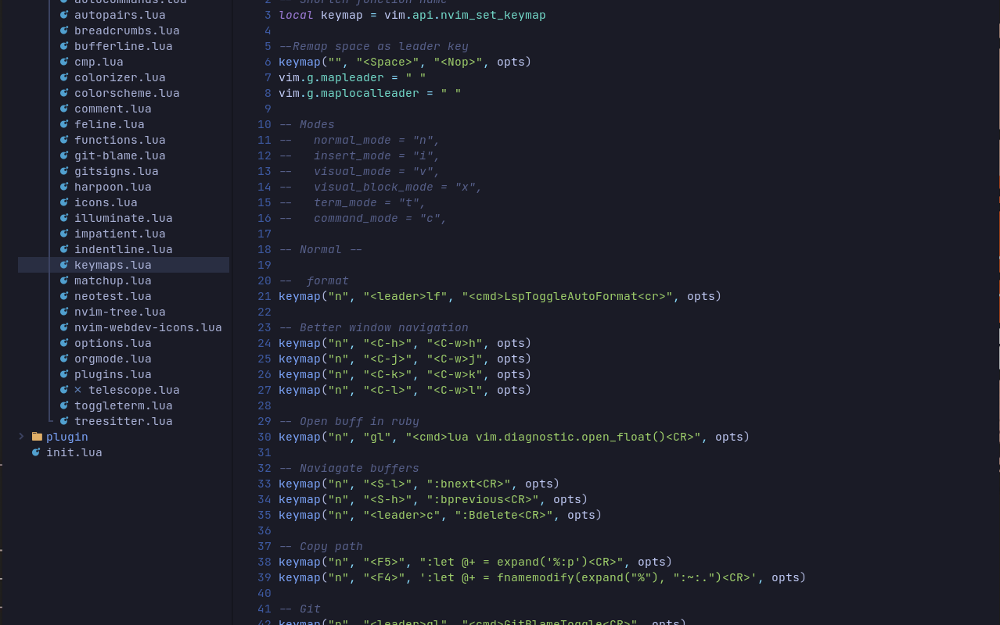 autocommands.lua
autopairs.lua
breadcrumbs.lua
bufferline.lua
cmp.lua
colorizer.lua
colorscheme.lua
comment.lua
feline.lua
functions.lua
git-blame.lua
gitsigns.lua
harpoon.lua
icons.lua
illuminate.lua
impatient.lua
indentline.lua
keymaps.lua
matchup.lua
neotest.lua
nvim-tree.lua
nvim-webdev-icons.lua
options.lua
orgmode.lua
plugins.lua
× telescope.lua
toggleterm.lua
treesitter.lua
plugin
init.lua
2 -- Shorten function name
3 local keymap = vim.api.nvim_set_keymap
4
5 --Remap space as leader key
6 keymap("", "<Space>", "<Nop>", opts)
7 vim.g.mapleader = " "
8 vim.g.maplocalleader = " "
9
10 -- Modes
11 --   normal_mode = "n",
12 --   insert_mode = "i",
13 --   visual_mode = "v",
14 --   visual_block_mode = "x",
15 --   term_mode = "t",
16 --   command_mode = "c",
17
18 -- Normal --
19
20 --  format
21 keymap("n", "<leader>lf", "<cmd>LspToggleAutoFormat<cr>", opts)
22
23 -- Better window navigation
24 keymap("n", "<C-h>", "<C-w>h", opts)
25 keymap("n", "<C-j>", "<C-w>j", opts)
26 keymap("n", "<C-k>", "<C-w>k", opts)
27 keymap("n", "<C-l>", "<C-w>l", opts)
28
29 -- Open buff in ruby
30 keymap("n", "gl", "<cmd>lua vim.diagnostic.open_float()<CR>", opts)
31
32 -- Naviagate buffers
33 keymap("n", "<S-l>", ":bnext<CR>", opts)
34 keymap("n", "<S-h>", ":bprevious<CR>", opts)
35 keymap("n", "<leader>c", ":Bdelete<CR>", opts)
36
37 -- Copy path
38 keymap("n", "<F5>", ":let @+ = expand('%:p')<CR>", opts)
39 keymap("n", "<F4>", ':let @+ = fnamemodify(expand("%"), ":~:.")<CR>', opts)
40
41 -- Git
42 keymap("n", "<leader>gl", "<cmd>GitBlameToggle<CR>", opts)